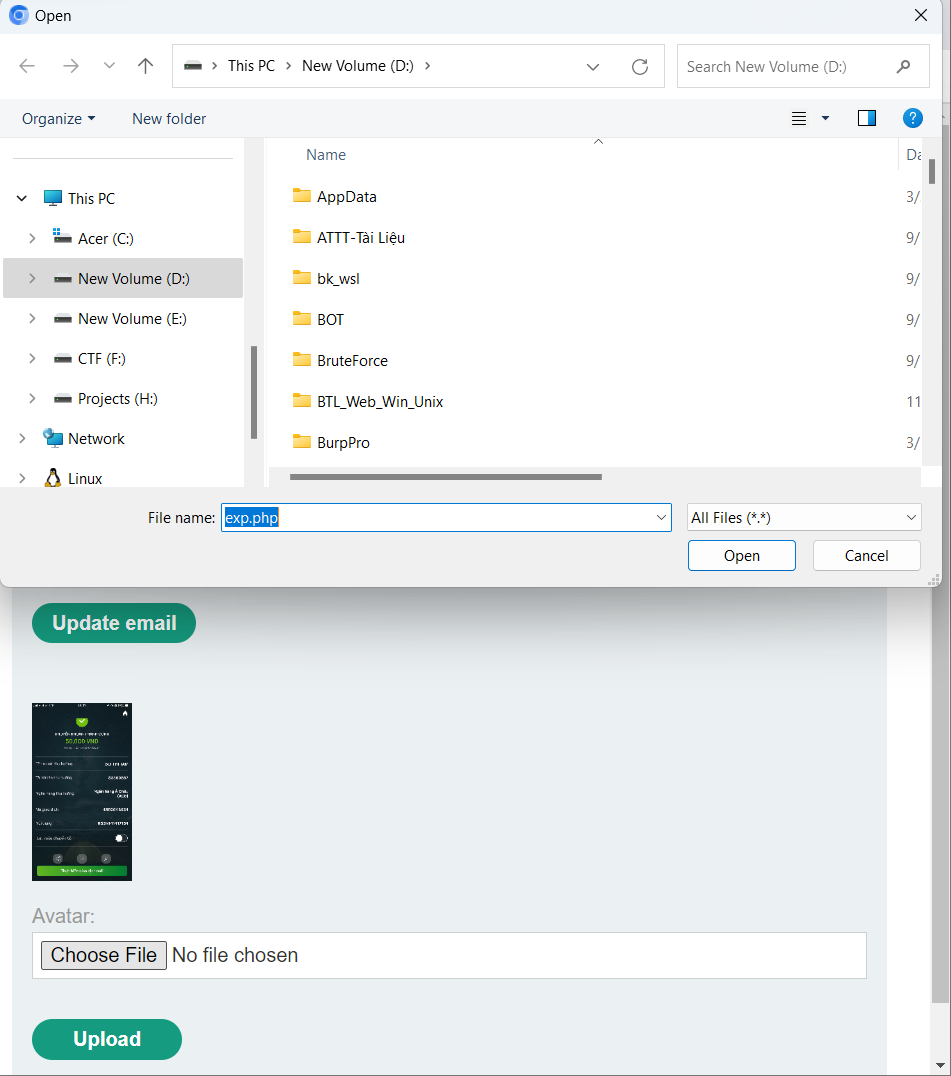 Open
This PC New Volume (D:)
Search New Volume (D:)
Organize New folder
Name Da
This PC
Acer (C:)
New Volume (D:)
New Volume (E:)
CTF (F:)
Projects (H:)
Network
Linux
AppData 3/
ATTT-Tài Liệu 9/
bk_wsl 9/
BOT 9/
BruteForce 9/
BTL_Web_Win_Unix 11
BurpPro 3/
File name: exp.php All Files (*.*)
Open Cancel
Update email
50,000 VND
Avatar:
Choose File No file chosen
Upload